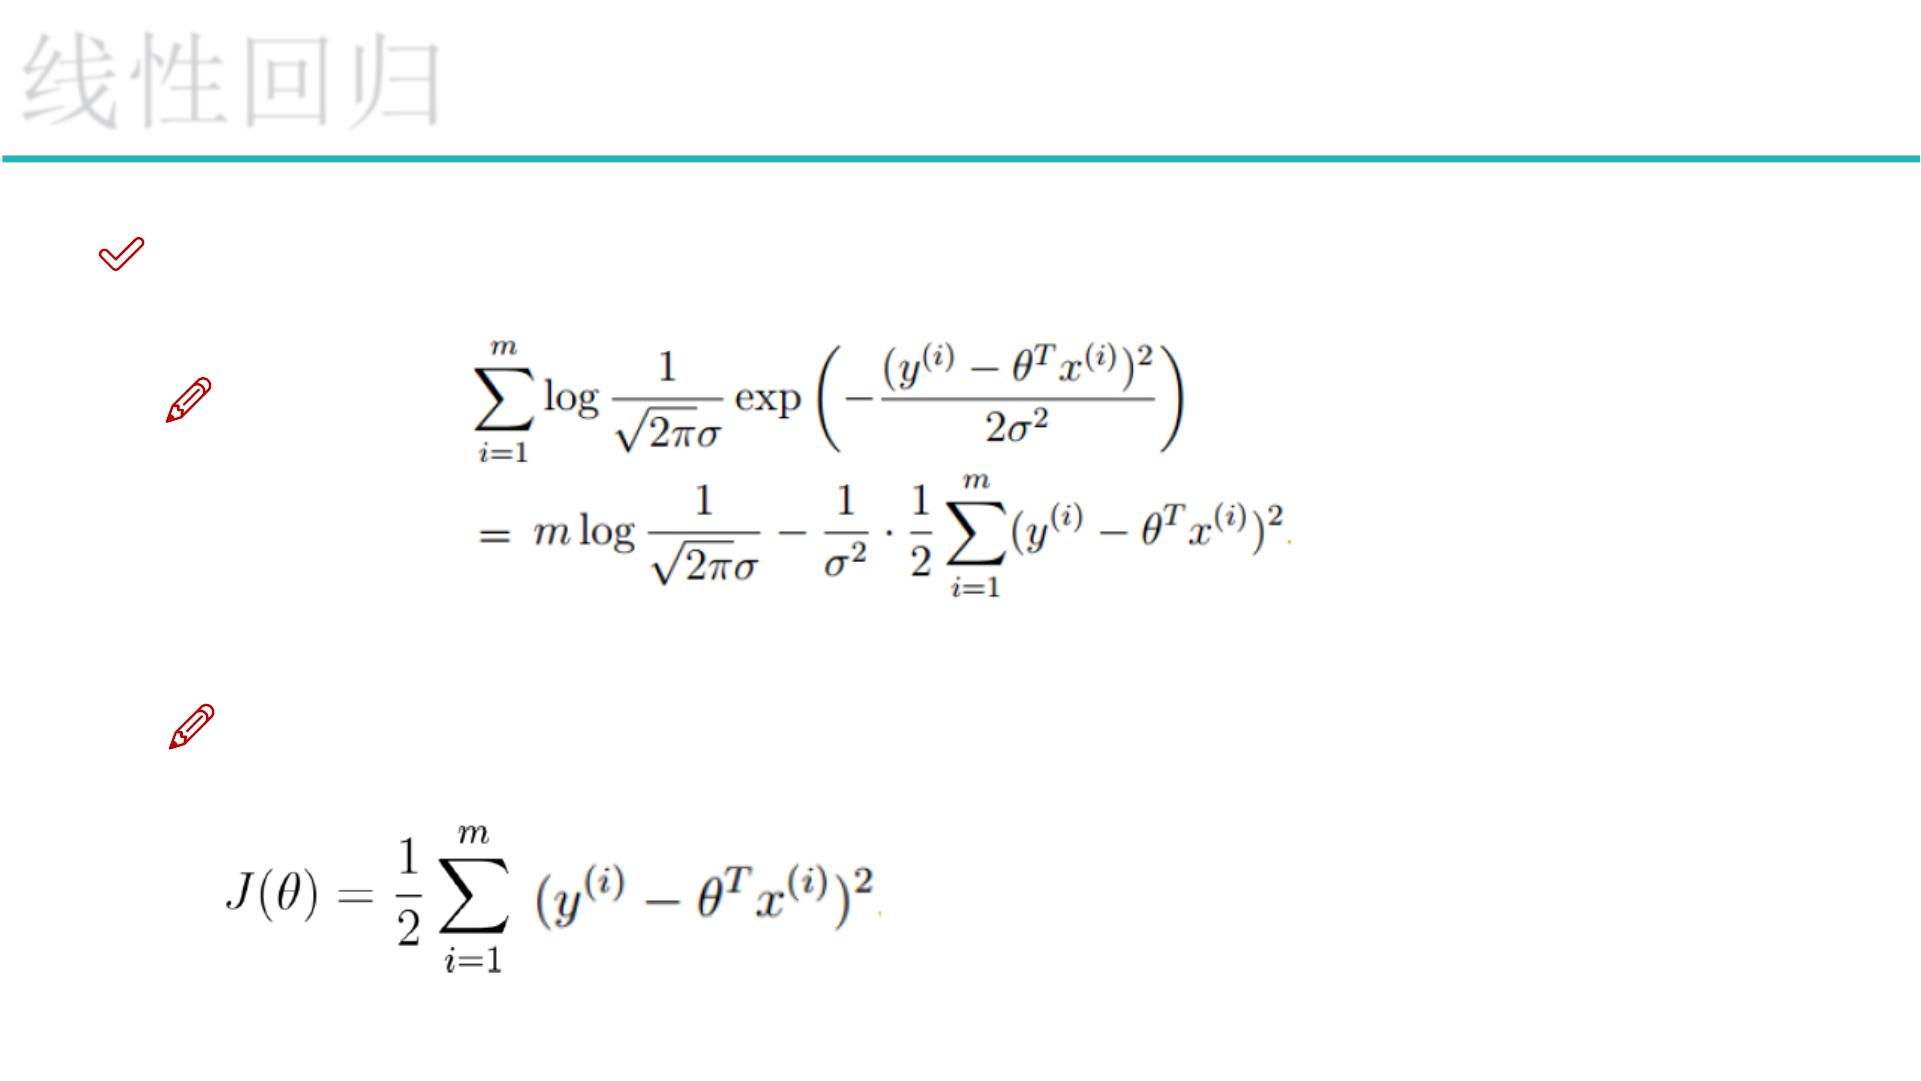 线性回归
$\sum_{i=1}^{m} \log \frac{1}{\sqrt{2\pi}\sigma} \exp\left(-\frac{(y^{(i)} - \theta^T x^{(i)})^2}{2\sigma^2}\right)$
$= m \log \frac{1}{\sqrt{2\pi}\sigma} - \frac{1}{\sigma^2} \cdot \frac{1}{2} \sum_{i=1}^{m} (y^{(i)} - \theta^T x^{(i)})^2.$
$J(\theta) = \frac{1}{2} \sum_{i=1}^{m} (y^{(i)} - \theta^T x^{(i)})^2$